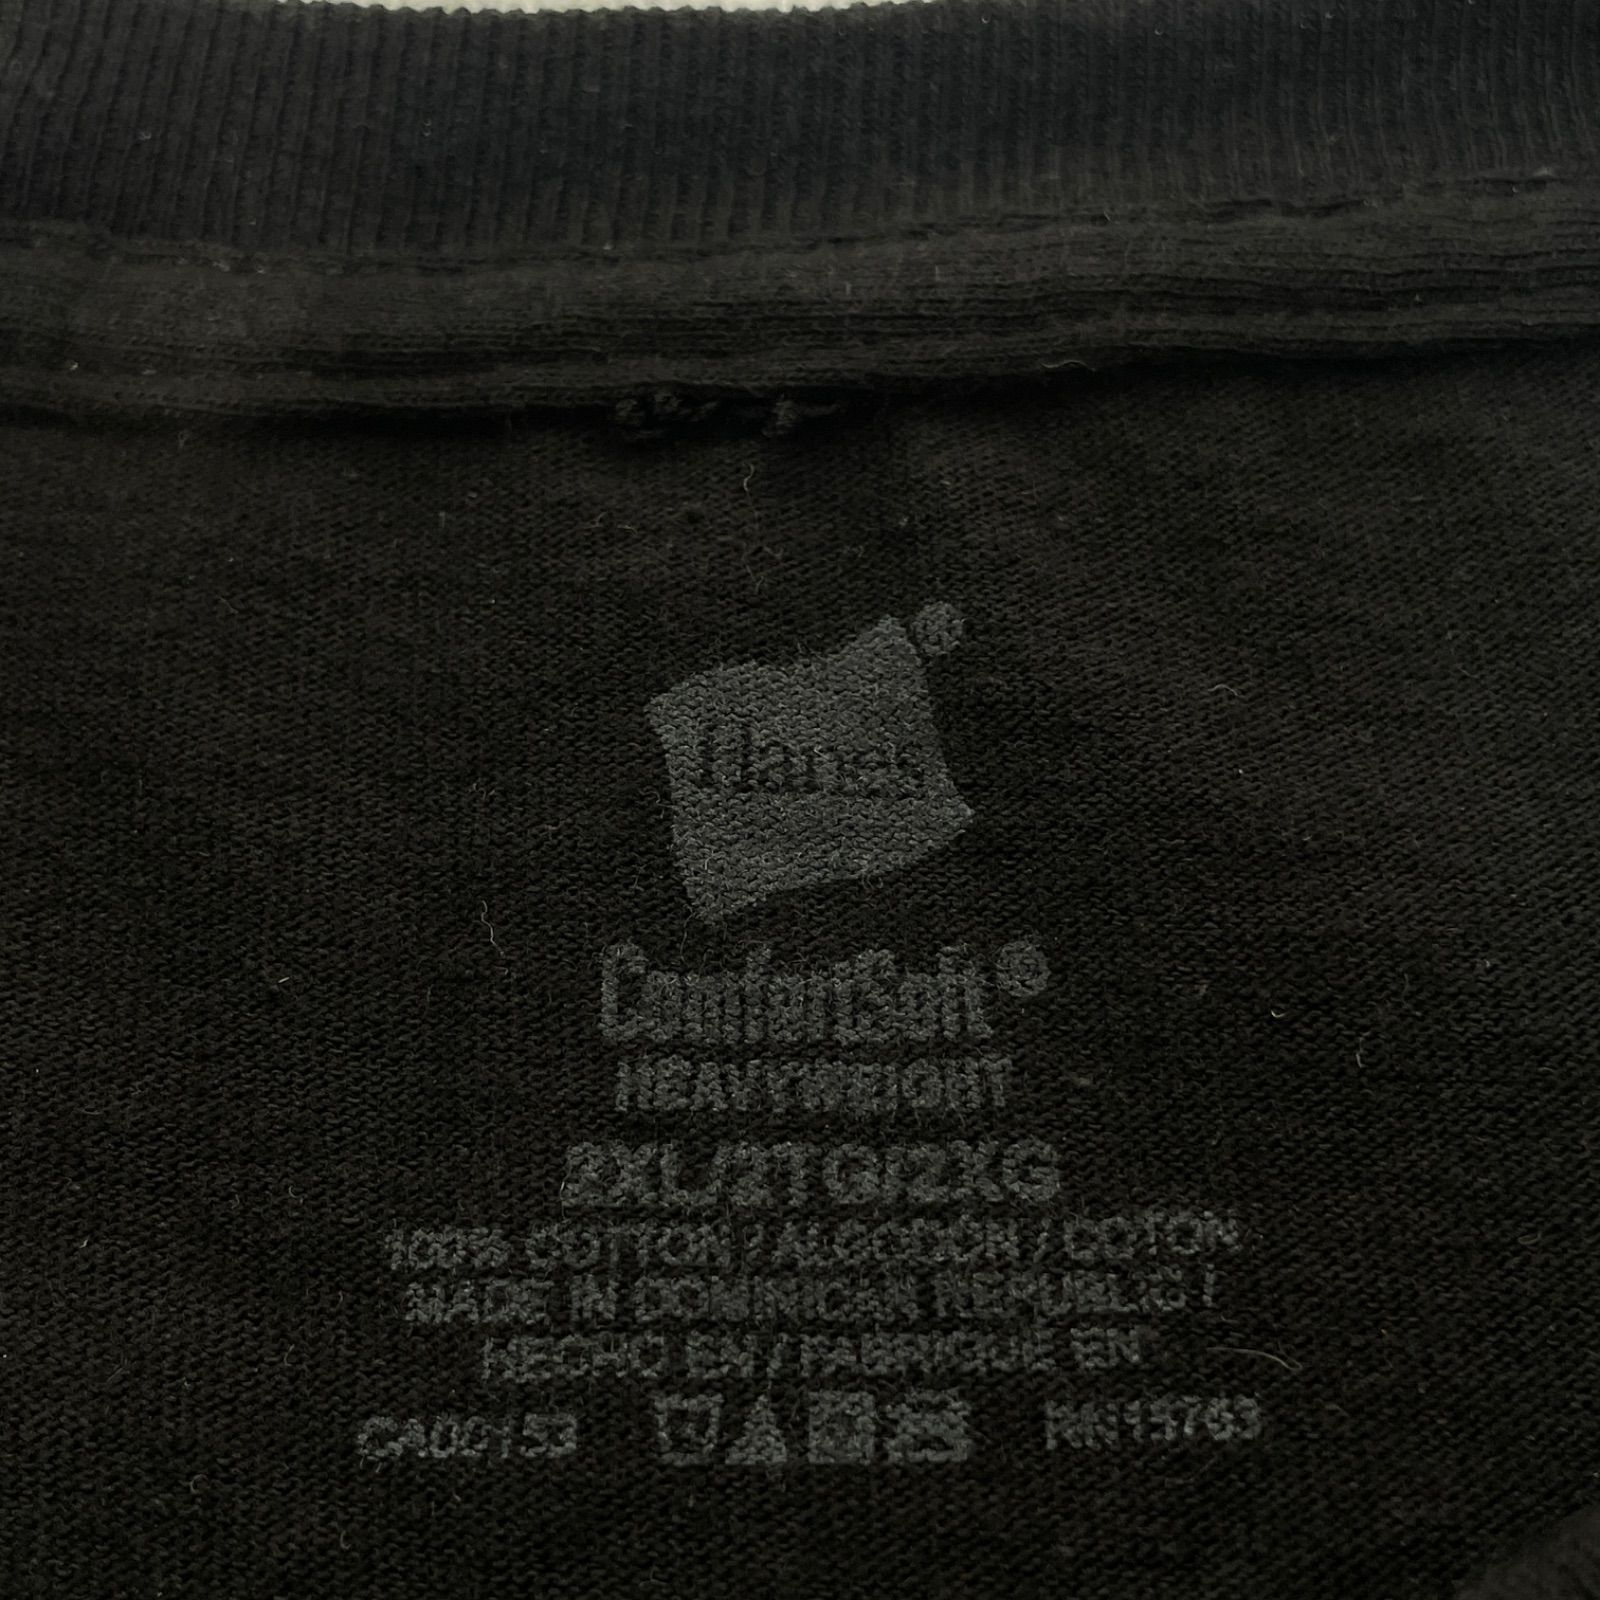 Hanes®
ComfortSoft®
HEAVYWEIGHT
2XL/2TG/2XG
100% COTTON / ALGODÓN / COTON
MADE IN DOMINICAN REPUBLIC /
HECHO EN / FABRIQUÉ EN
CA00153 RN15763